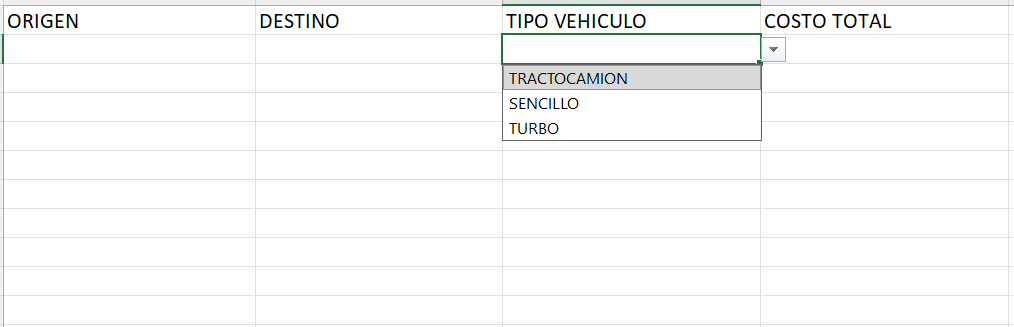 ORIGEN DESTINO TIPO VEHICULO COSTO TOTAL
TRACTOCAMION
SENCILLO
TURBO